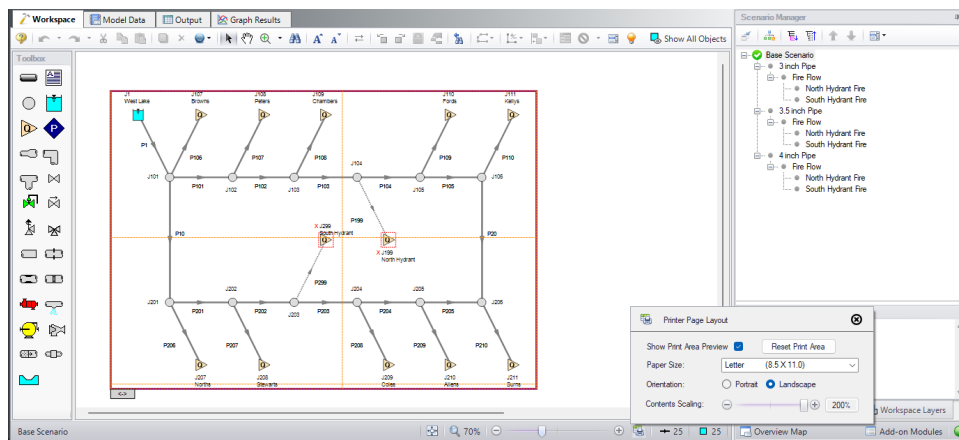 Workspace
Model Data
Output
Graph Results
Scenario Manager
Show All Objects
Toolbox
Base Scenario
3 inch Pipe
Fire Flow
North Hydrant Fire
South Hydrant Fire
3.5 inch Pipe
Fire Flow
North Hydrant Fire
South Hydrant Fire
4 inch Pipe
Fire Flow
North Hydrant Fire
South Hydrant Fire
J1
West Lake
J107
Browns
J108
Peters
J109
Chambers
J110
Fords
J111
Kellys
P1
P106
P107
P108
P109
P110
J101
P101
J102
P102
J103
P103
J104
P104
J105
P105
J106
P10
P199
P20
X J299
South Hydrant
X J199
North Hydrant
P299
J201
P201
J202
P202
J203
P203
J204
P204
J205
P205
J206
P206
P207
P208
P209
P210
J207
Norths
J208
Stewarts
J209
Coles
J210
Allens
J211
Burns
Printer Page Layout
Show Print Area Preview
Reset Print Area
Paper Size:
Letter (8.5 X 11.0)
Orientation:
Portrait
Landscape
Contents Scaling:
200%
Workspace Layers
Base Scenario
70%
25
25
Overview Map
Add-on Modules